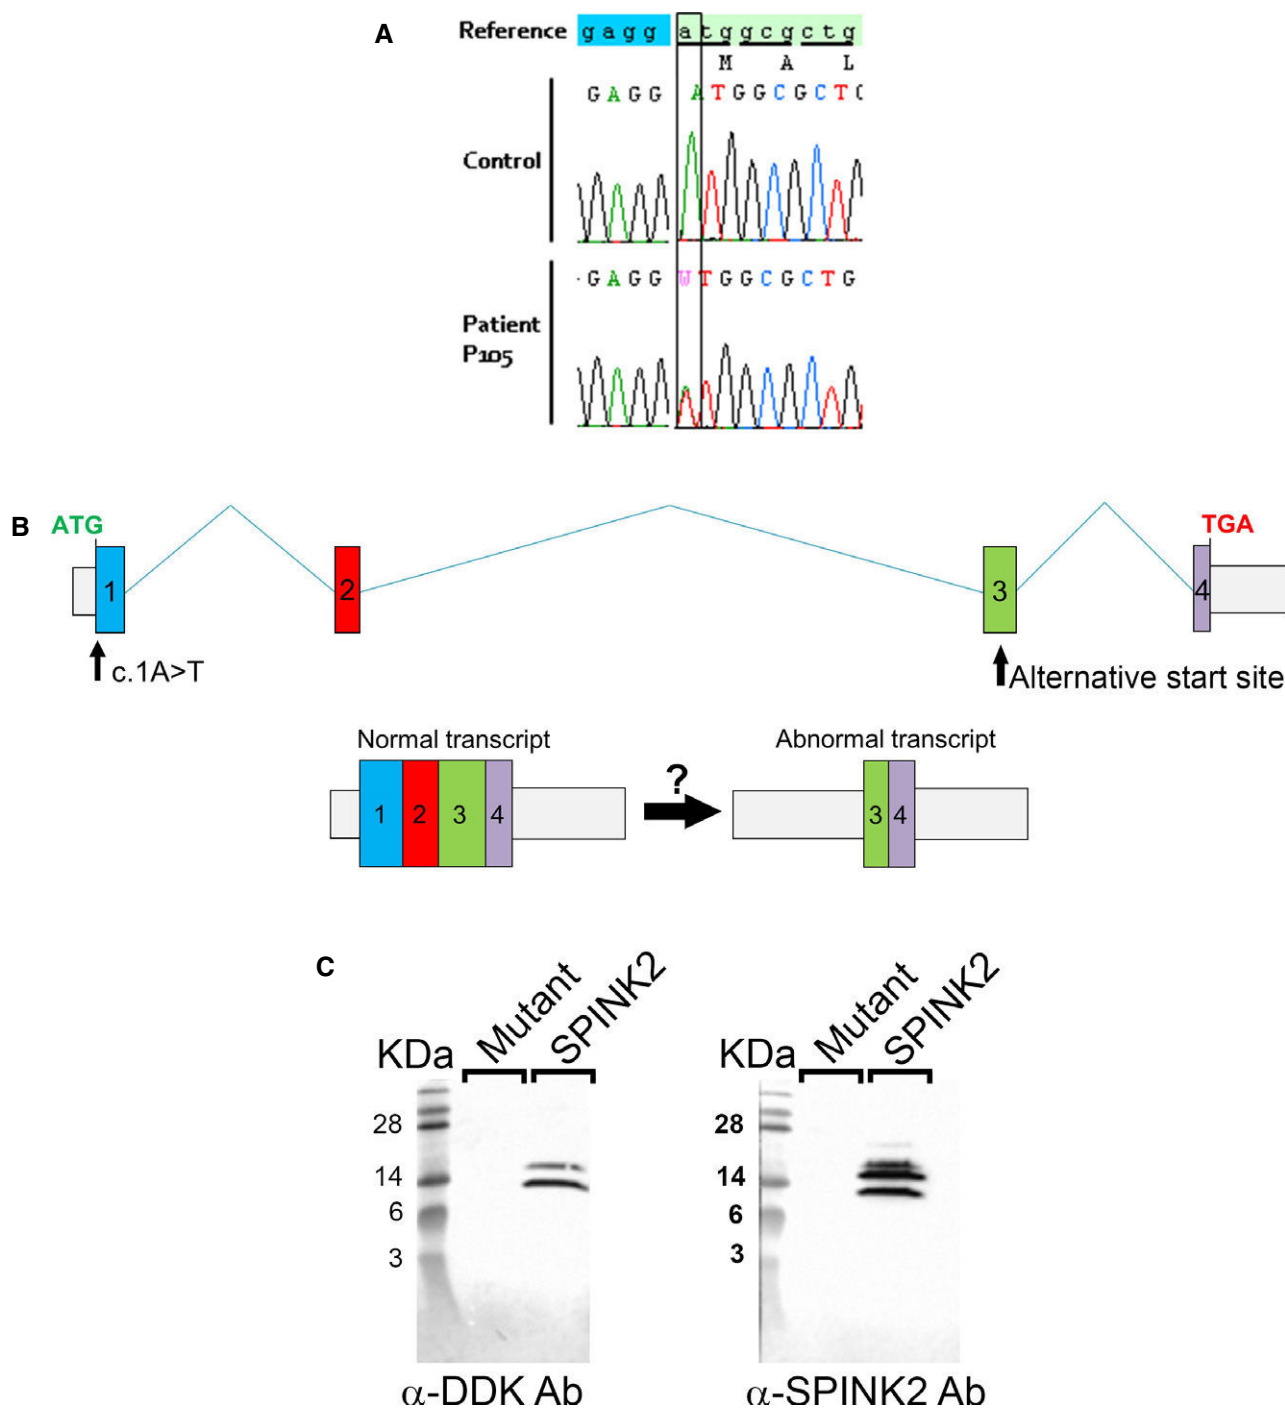 A
Reference gagg atggcgctg
M A L
GAGG ATGGCGCT
Control
GAGG WTGGCGCTG
Patient
P105
B
ATG
TGA
1 2 3 4
c.1A>T
Alternative start site
Normal transcript
Abnormal transcript
?
1 2 3 4
3 4
C
KDa Mutant SPINK2
28
14
6
3
α-DDK Ab
KDa Mutant SPINK2
28
14
6
3
α-SPINK2 Ab